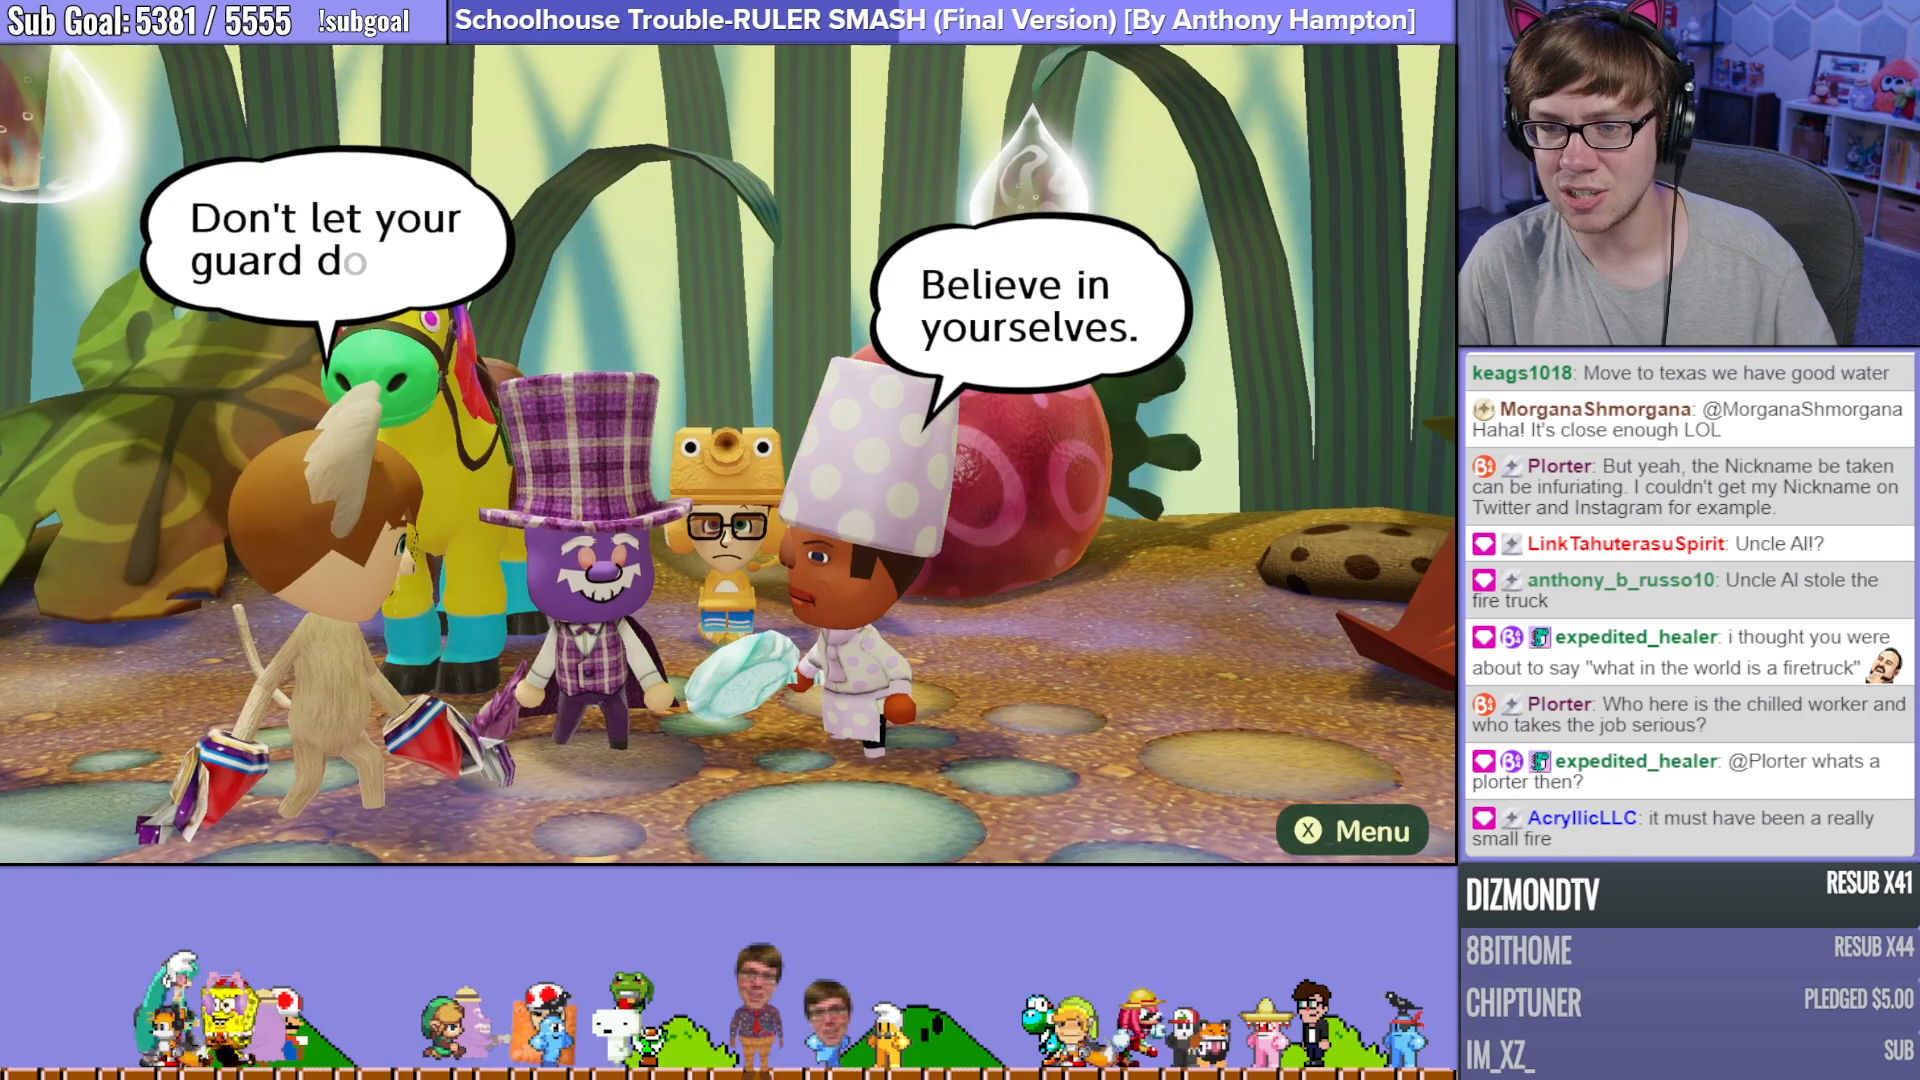 Sub Goal: 5381 / 5555 !subgoal
Schoolhouse Trouble-RULER SMASH (Final Version) [By Anthony Hampton]
Don't let your
guard do
Believe in
yourselves.
X Menu
keags1018: Move to texas we have good water
MorganaShmorgana: @MorganaShmorgana
Haha! It's close enough LOL
Plorter: But yeah, the Nickname be taken
can be infuriating. I couldn't get my Nickname on
Twitter and Instagram for example.
LinkTahuterasuSpirit: Uncle Al!?
anthony_b_russo10: Uncle Al stole the
fire truck
expedited_healer: i thought you were
about to say "what in the world is a firetruck"
Plorter: Who here is the chilled worker and
who takes the job serious?
expedited_healer: @Plorter whats a
plorter then?
AcryllicLLC: it must have been a really
small fire
DIZMONDTV RESUB X41
8BITHOME RESUB X44
CHIPTUNER PLEDGED $5.00
IM_XZ_ SUB